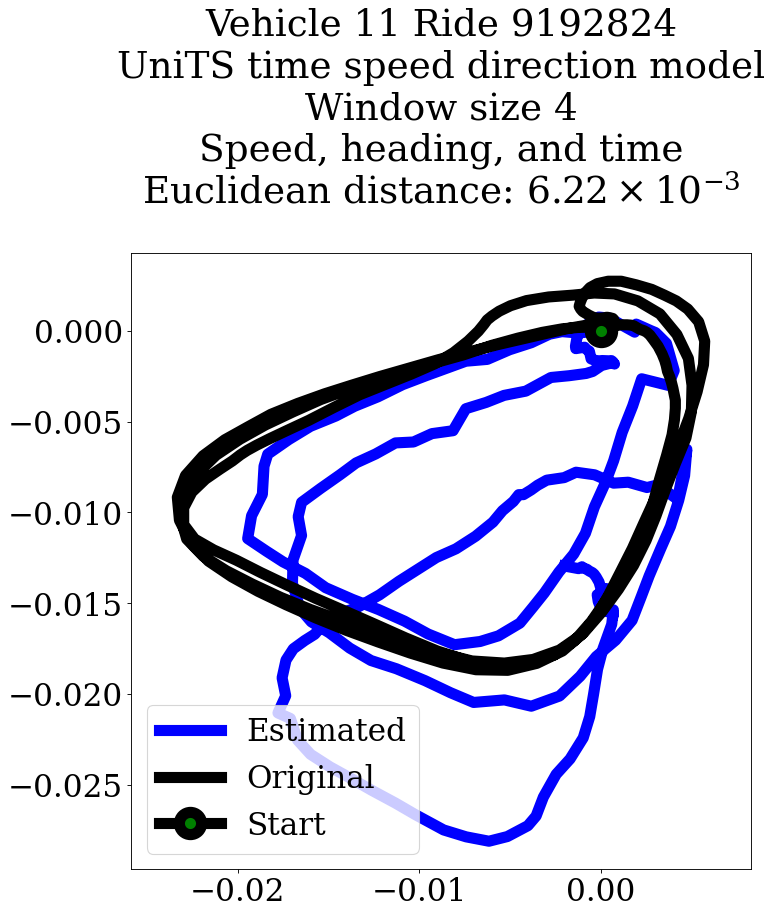 Vehicle 11 Ride 9192824
UniTS time speed direction model
Window size 4
Speed, heading, and time
Euclidean distance: 6.22 × 10⁻³
0.000
−0.005
−0.010
−0.015
−0.020
−0.025
Estimated
Original
Start
−0.02
−0.01
0.00